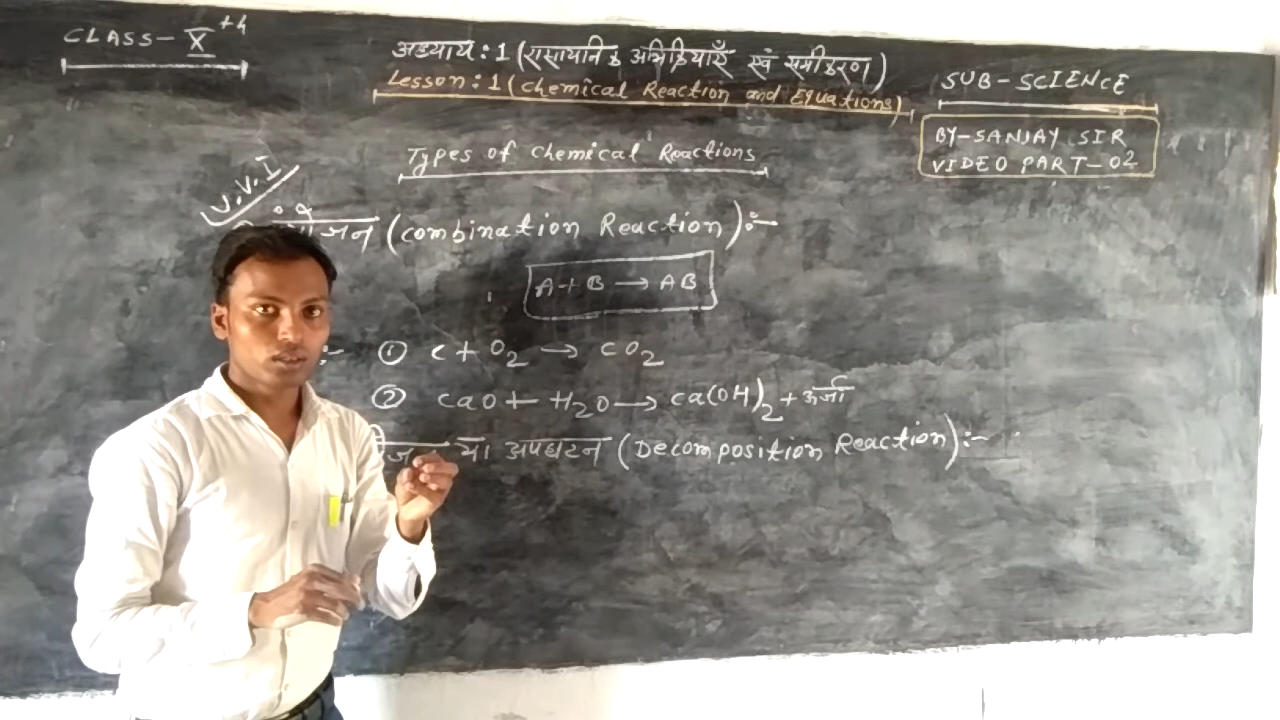 CLASS-X+h
अध्याय:1 (रासायनिक अभिक्रियाएँ एवं समीकरण)
Lesson:1 (Chemical Reaction and Equations)
SUB-SCIENCE
BY-SANJAY SIR
VIDEO PART-02
Types of Chemical Reactions
V.V.I
(Combination Reaction):-
A+B → AB
:- ① C + O2 → CO2
② CaO + H2O → Ca(OH)2 + ऊर्जा
या अपघटन (Decomposition Reaction):-